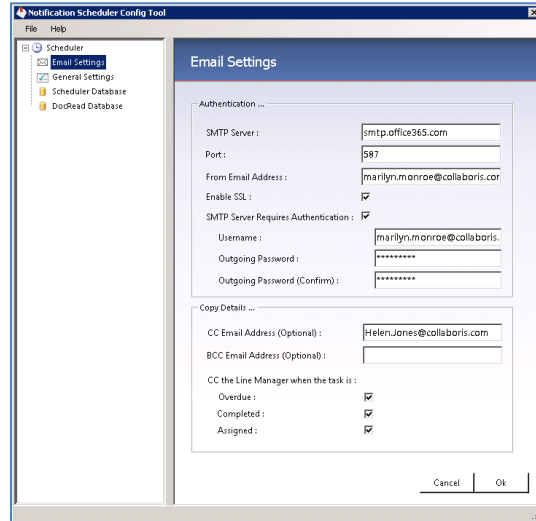 Notification Scheduler Config Tool
File Help
Scheduler
Email Settings
General Settings
Scheduler Database
DocRead Database
Email Settings
Authentication ...
SMTP Server : smtp.office365.com
Port : 587
From Email Address : marilyn.monroe@collaboris.cor
Enable SSL :
SMTP Server Requires Authentication :
Username : marilyn.monroe@collaboris.
Outgoing Password : *********
Outgoing Password (Confirm) : *********
Copy Details ...
CC Email Address (Optional) : Helen.Jones@collaboris.com
BCC Email Address (Optional) :
CC the Line Manager when the task is :
Overdue :
Completed :
Assigned :
Cancel Ok